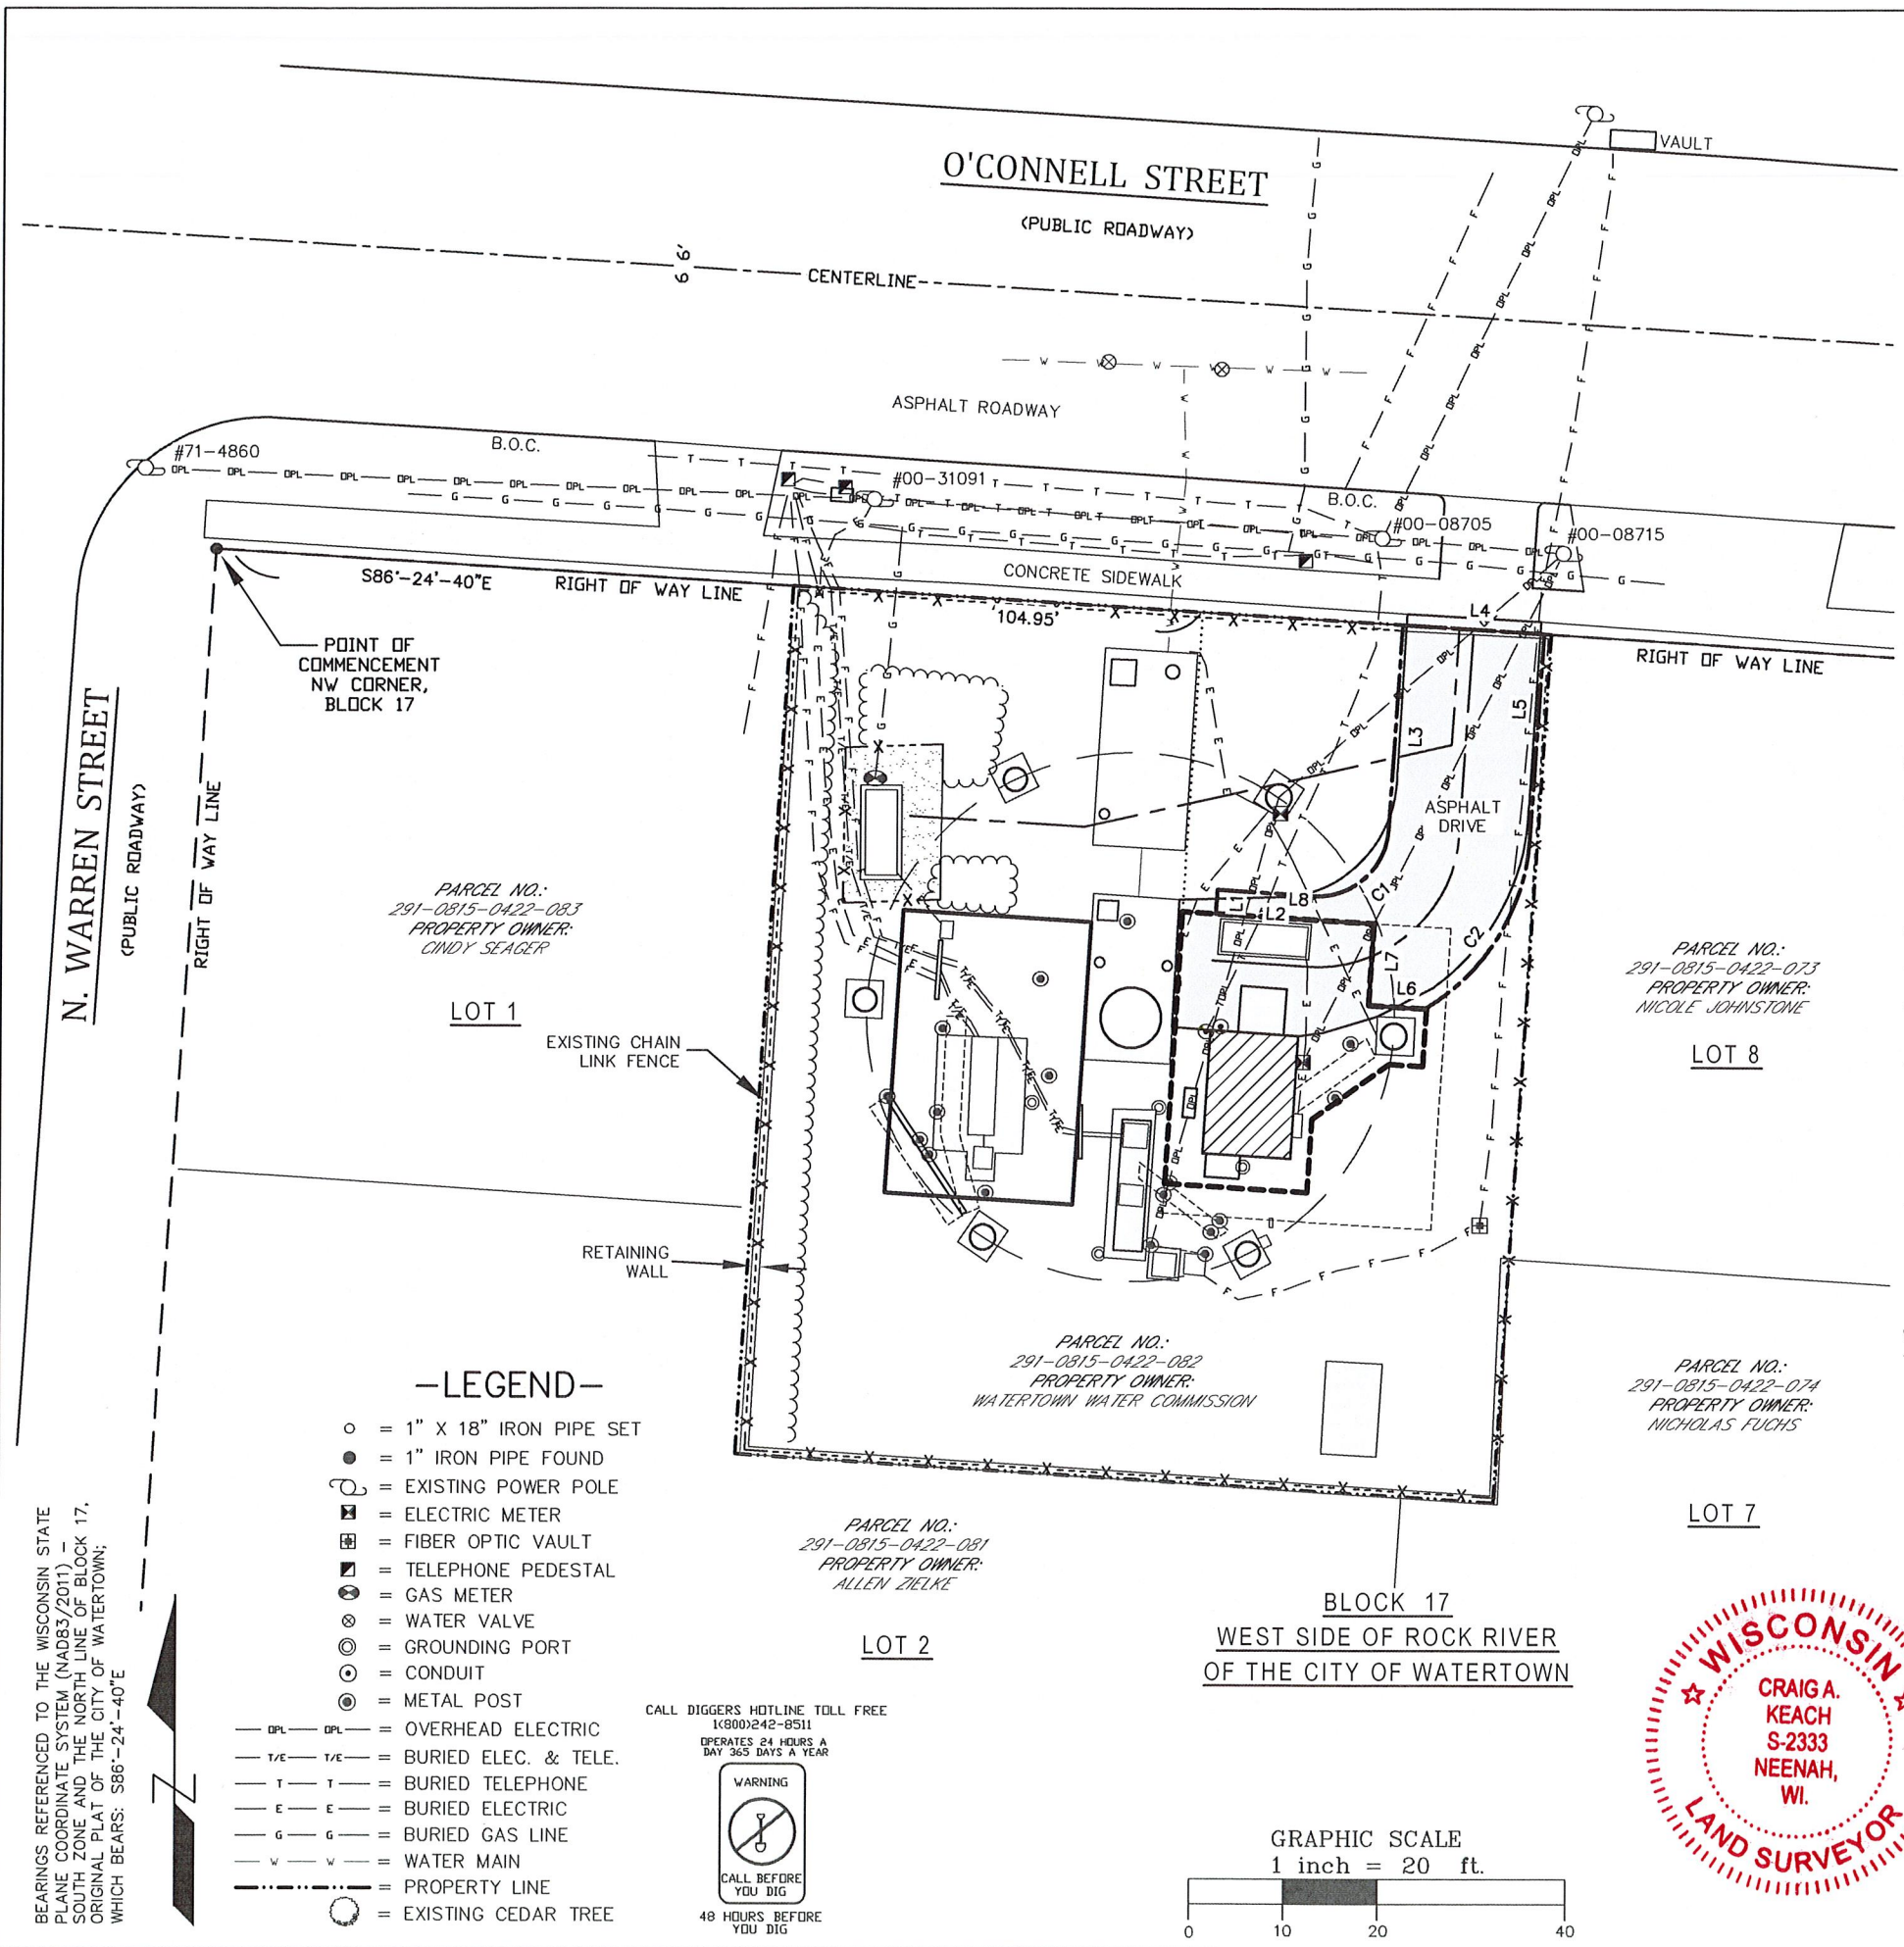 VAULT
O'CONNELL STREET
(PUBLIC ROADWAY)
66'
CENTERLINE
ASPHALT ROADWAY
#71-4860
B.O.C.
#00-31091
B.O.C.
#00-08705
#00-08715
CONCRETE SIDEWALK
S86°-24'-40"E
RIGHT OF WAY LINE
104.95'
L4
RIGHT OF WAY LINE
POINT OF
COMMENCEMENT
NW CORNER,
BLOCK 17
N. WARREN STREET
(PUBLIC ROADWAY)
RIGHT OF WAY LINE
L3
L5
ASPHALT
DRIVE
L1
L8
L2
C1
C2
L7
L6
PARCEL NO.:
291-0815-0422-083
PROPERTY OWNER:
CINDY SEAGER
LOT 1
PARCEL NO.:
291-0815-0422-073
PROPERTY OWNER:
NICOLE JOHNSTONE
LOT 8
EXISTING CHAIN
LINK FENCE
RETAINING
WALL
PARCEL NO.:
291-0815-0422-082
PROPERTY OWNER:
WATERTOWN WATER COMMISSION
PARCEL NO.:
291-0815-0422-074
PROPERTY OWNER:
NICHOLAS FUCHS
LOT 7
PARCEL NO.:
291-0815-0422-081
PROPERTY OWNER:
ALLEN ZIELKE
LOT 2
BLOCK 17
WEST SIDE OF ROCK RIVER
OF THE CITY OF WATERTOWN
-LEGEND-
= 1" X 18" IRON PIPE SET
= 1" IRON PIPE FOUND
= EXISTING POWER POLE
= ELECTRIC METER
= FIBER OPTIC VAULT
= TELEPHONE PEDESTAL
= GAS METER
= WATER VALVE
= GROUNDING PORT
= CONDUIT
= METAL POST
OPL OPL = OVERHEAD ELECTRIC
T/E T/E = BURIED ELEC. & TELE.
T T = BURIED TELEPHONE
E E = BURIED ELECTRIC
G G = BURIED GAS LINE
W W = WATER MAIN
= PROPERTY LINE
= EXISTING CEDAR TREE
BEARINGS REFERENCED TO THE WISCONSIN STATE
PLANE COORDINATE SYSTEM (NAD83/2011) -
SOUTH ZONE AND THE NORTH LINE OF BLOCK 17,
ORIGINAL PLAT OF THE CITY OF WATERTOWN;
WHICH BEARS: S86°-24'-40"E
CALL DIGGERS HOTLINE TOLL FREE
1(800)242-8511
OPERATES 24 HOURS A
DAY 365 DAYS A YEAR
WARNING
CALL BEFORE
YOU DIG
48 HOURS BEFORE
YOU DIG
GRAPHIC SCALE
1 inch = 20 ft.
0 10 20 40
WISCONSIN
CRAIG A.
KEACH
S-2333
NEENAH,
WI.
LAND SURVEYOR